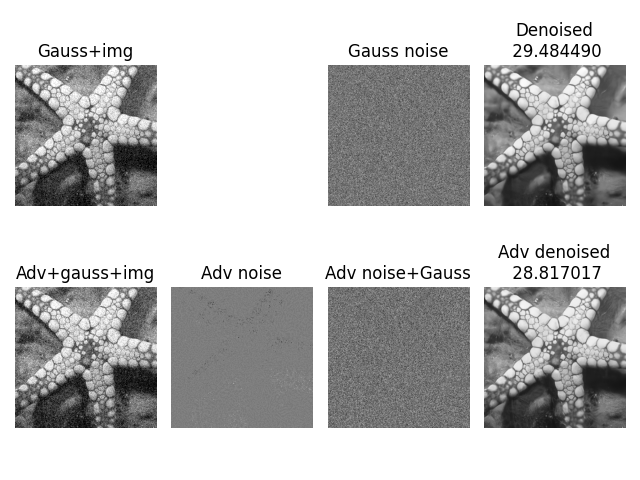 Gauss+img
Gauss noise
Denoised
29.484490
Adv+gauss+img
Adv noise
Adv noise+Gauss
Adv denoised
28.817017